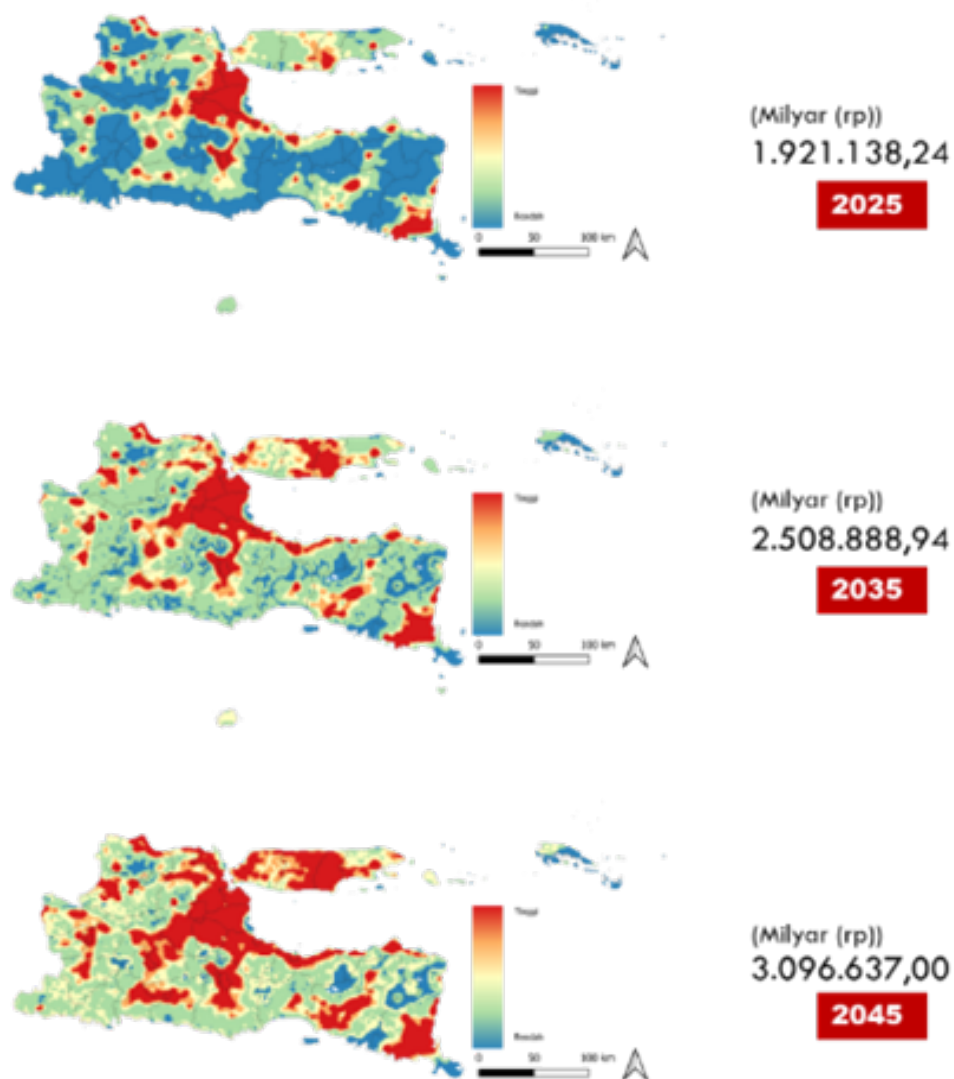 Tinggi
(Milyar (rp))
1.921.138,24
2025
Rendah
0 50 100 km
Tinggi
(Milyar (rp))
2.508.888,94
2035
Rendah
0 50 100 km
Tinggi
(Milyar (rp))
3.096.637,00
2045
Rendah
0 50 100 km